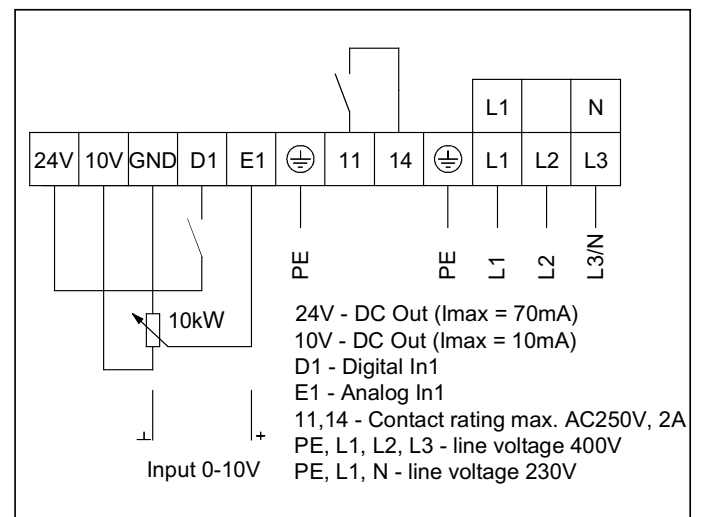 L1 N
24V 10V GND D1 E1 11 14 L1 L2 L3
PE PE L1 L2 L3/N
10kW
24V - DC Out (Imax = 70mA)
10V - DC Out (Imax = 10mA)
D1 - Digital In1
E1 - Analog In1
11,14 - Contact rating max. AC250V, 2A
PE, L1, L2, L3 - line voltage 400V
PE, L1, N - line voltage 230V
+
Input 0-10V